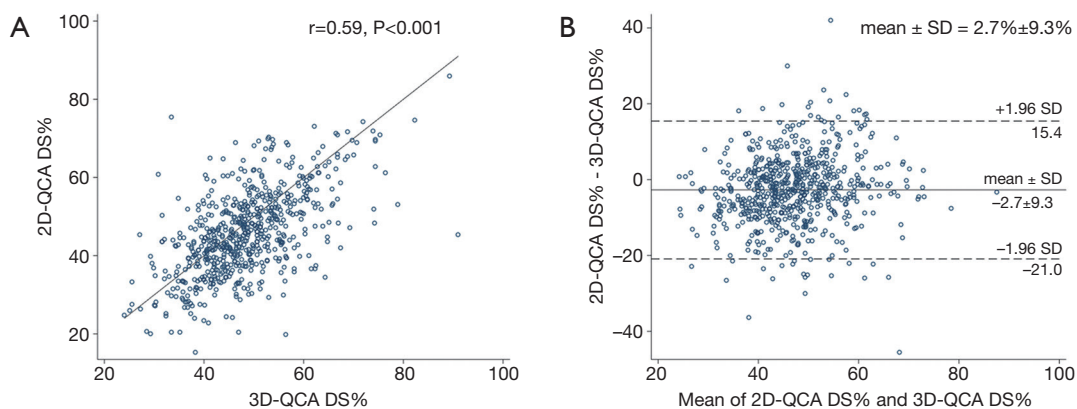 A
r=0.59, P<0.001
100
80
60
40
20
2D-QCA DS%
20 40 60 80 100
3D-QCA DS%
B
mean ± SD = 2.7%±9.3%
40
20
0
−20
−40
2D-QCA DS% - 3D-QCA DS%
+1.96 SD
15.4
mean ± SD
−2.7±9.3
−1.96 SD
−21.0
20 40 60 80 100
Mean of 2D-QCA DS% and 3D-QCA DS%